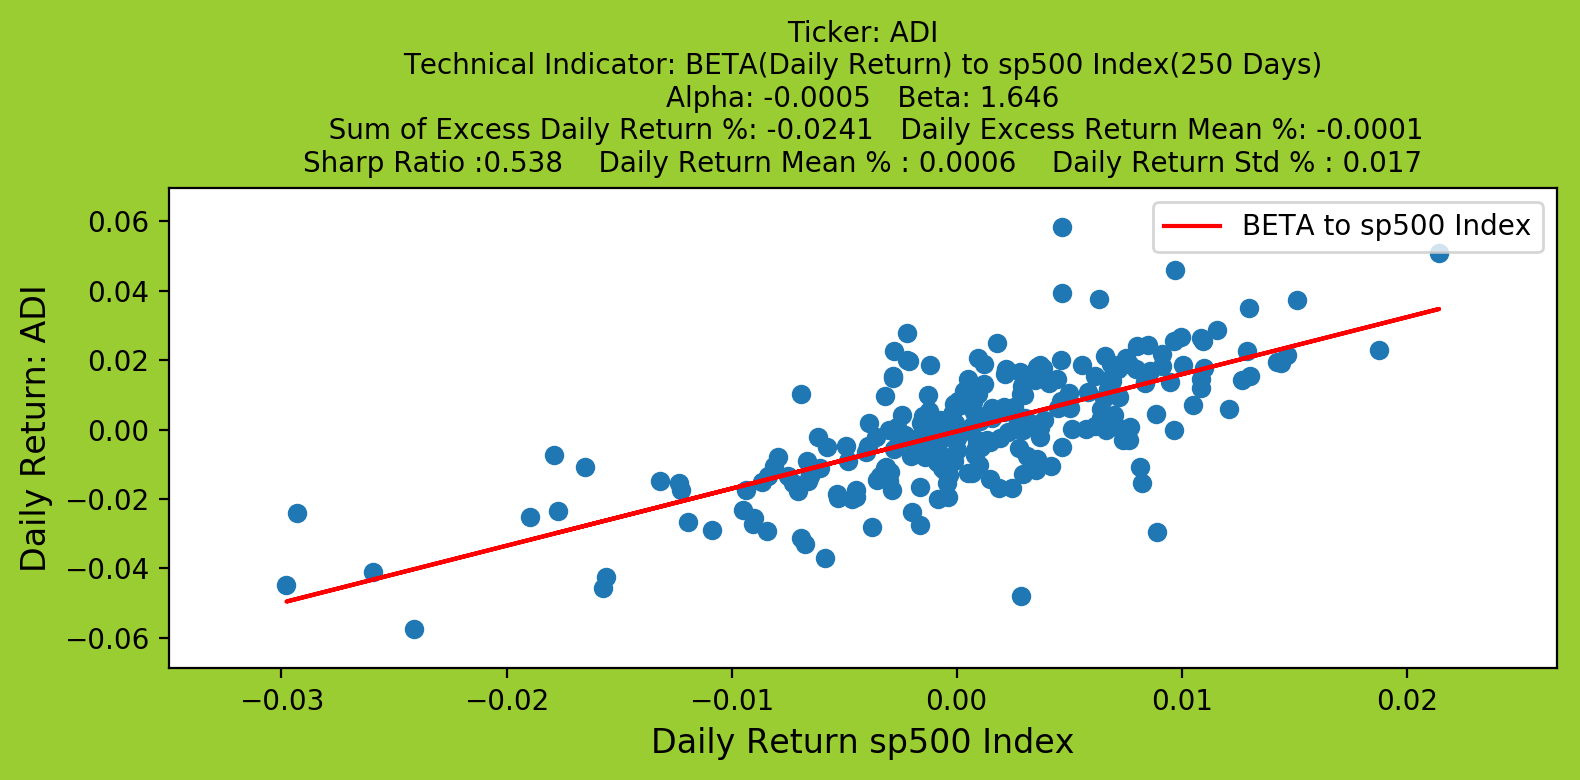 Ticker: ADI
Technical Indicator: BETA(Daily Return) to sp500 Index(250 Days)
Alpha: -0.0005   Beta: 1.646
Sum of Excess Daily Return %: -0.0241   Daily Excess Return Mean %: -0.0001
Sharp Ratio :0.538    Daily Return Mean % : 0.0006    Daily Return Std % : 0.017
BETA to sp500 Index
Daily Return: ADI
0.06
0.04
0.02
0.00
−0.02
−0.04
−0.06
−0.03 −0.02 −0.01 0.00 0.01 0.02
Daily Return sp500 Index